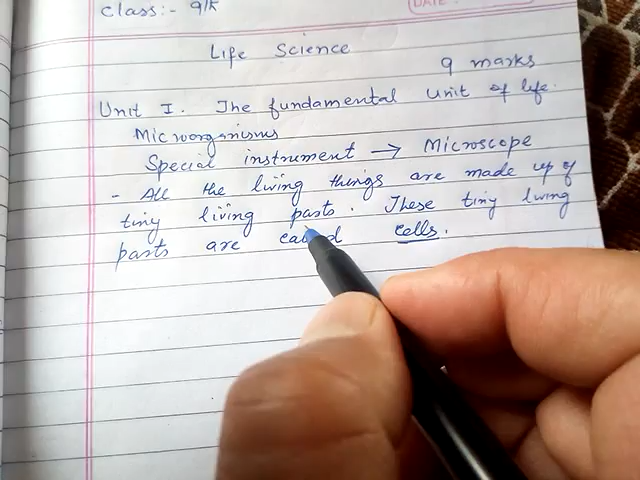 Class:- 9th
DATE
Life Science
9 marks
Unit I. The fundamental unit of life.
Microorganisms
Special instrument → Microscope
- All the living things are made up of
tiny living parts. These tiny living
parts are called cells.